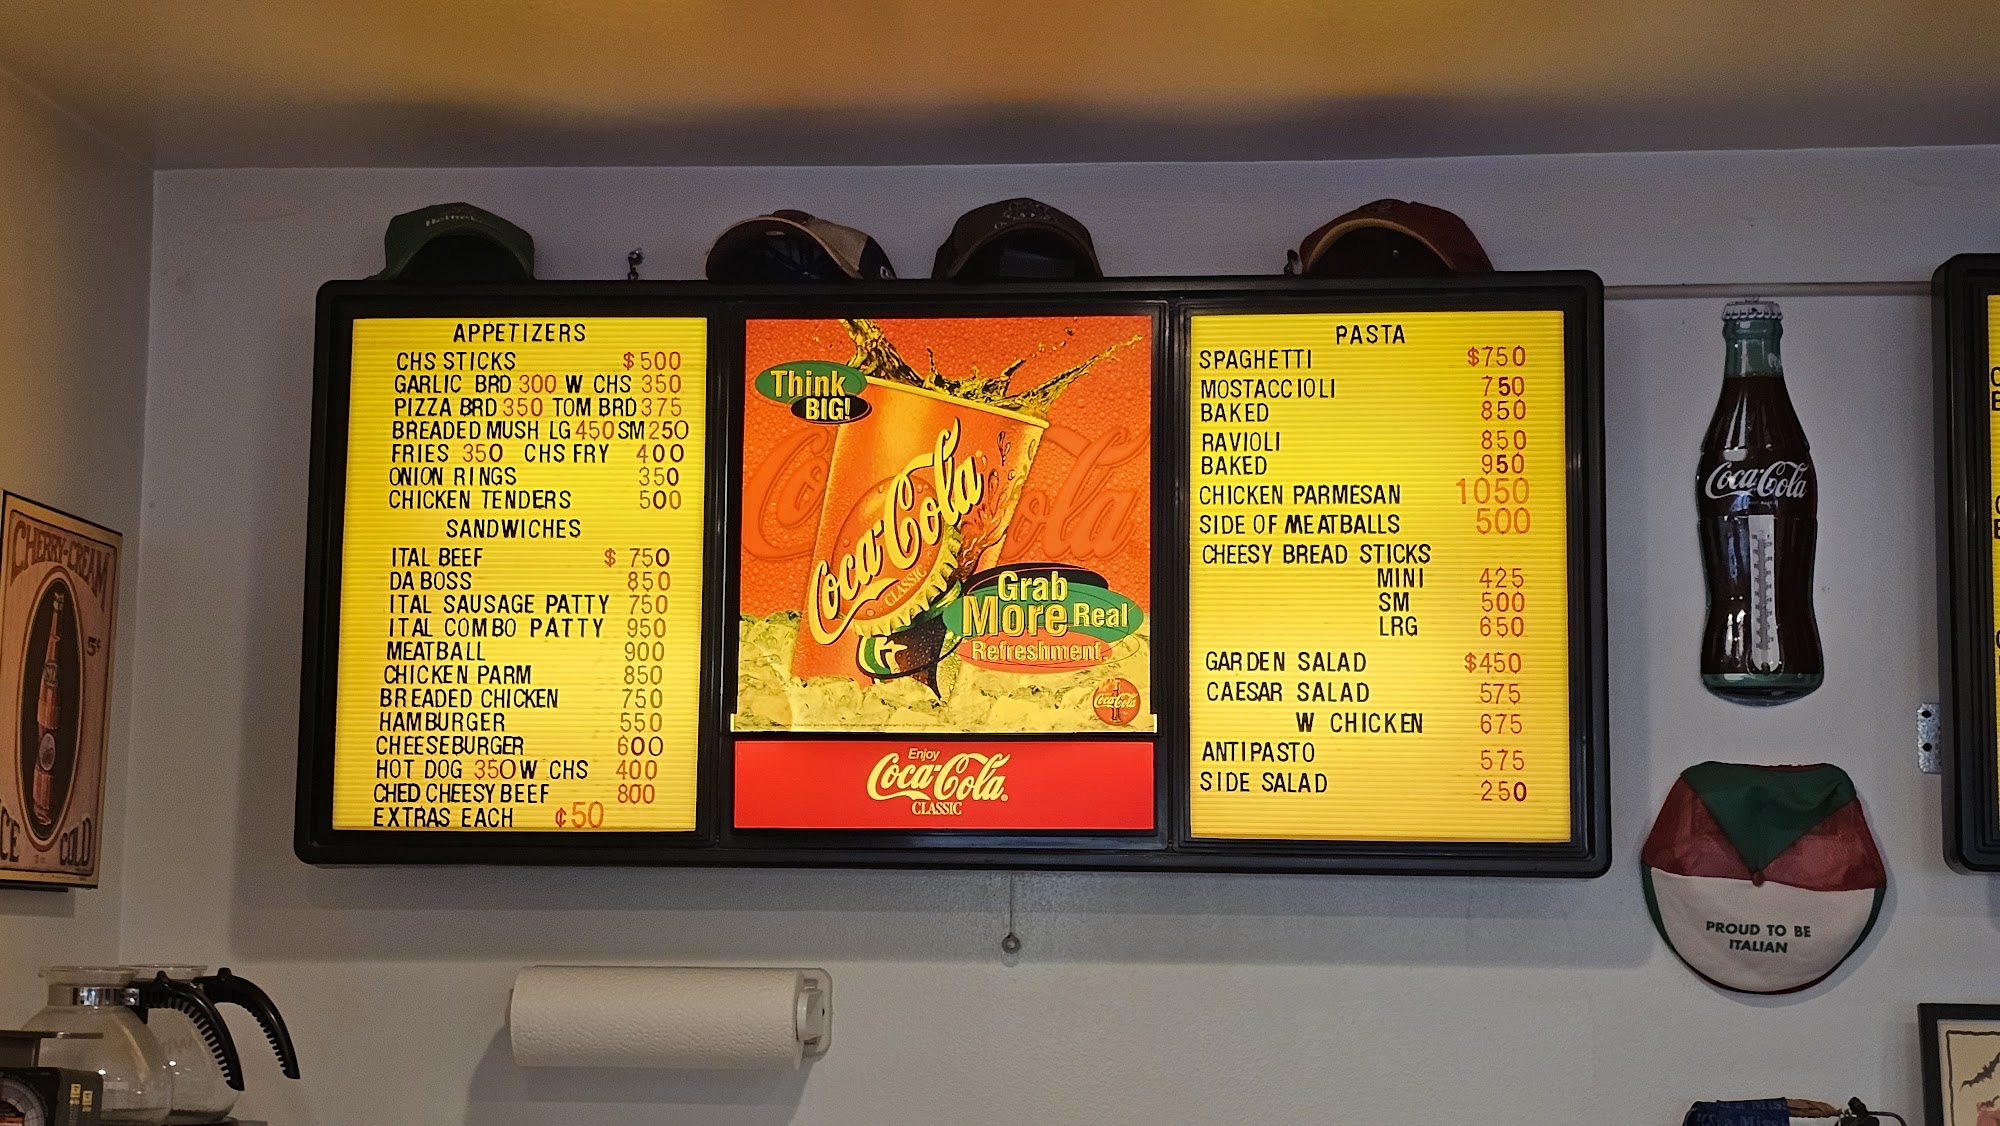 APPETIZERS
CHS STICKS $500
GARLIC BRD 300 W CHS 350
PIZZA BRD 350 TOM BRD 375
BREADED MUSH LG 450 SM 250
FRIES 350 CHS FRY 400
ONION RINGS 350
CHICKEN TENDERS 500
SANDWICHES
ITAL BEEF $ 750
DA BOSS 850
ITAL SAUSAGE PATTY 750
ITAL COMBO PATTY 950
MEATBALL 900
CHICKEN PARM 850
BREADED CHICKEN 750
HAMBURGER 550
CHEESEBURGER 600
HOT DOG 350 W CHS 400
CHED CHEESY BEEF 800
EXTRAS EACH ¢50
Think
BIG!
Coca-Cola
Coca-Cola
CLASSIC
Grab
More Real
Refreshment.
Coca-Cola
Enjoy
Coca-Cola
CLASSIC
PASTA
SPAGHETTI $750
MOSTACCIOLI 750
BAKED 850
RAVIOLI 850
BAKED 950
CHICKEN PARMESAN 1050
SIDE OF MEATBALLS 500
CHEESY BREAD STICKS
MINI 425
SM 500
LRG 650
GARDEN SALAD $450
CAESAR SALAD 575
W CHICKEN 675
ANTIPASTO 575
SIDE SALAD 250
Coca-Cola
PROUD TO BE
ITALIAN
CHERRY-CREAM
5¢
ICE COLD
Heineken